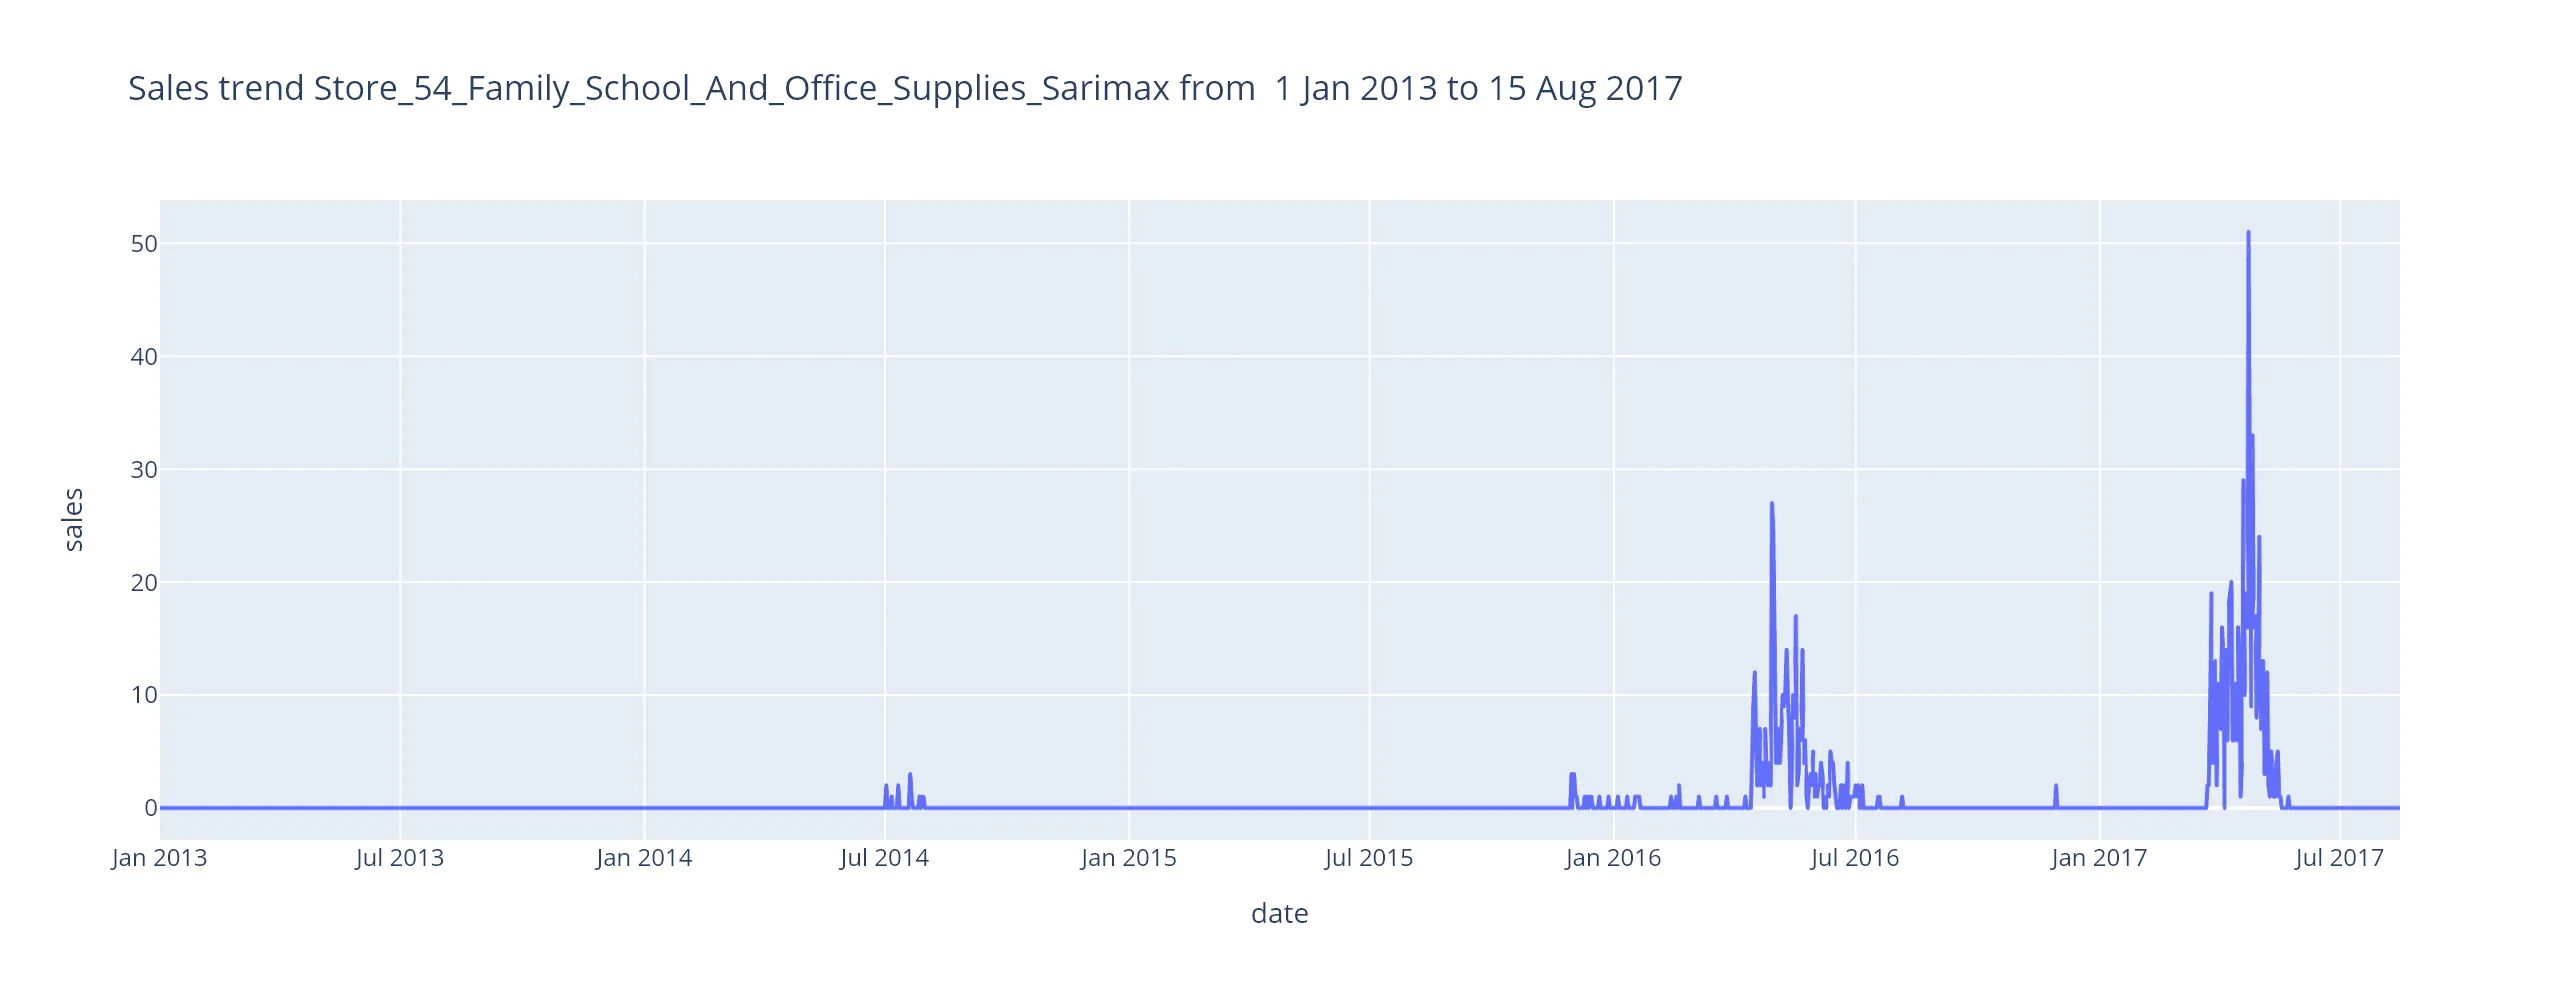 Sales trend Store_54_Family_School_And_Office_Supplies_Sarimax from  1 Jan 2013 to 15 Aug 2017
50
40
30
20
10
0
sales
Jan 2013 Jul 2013 Jan 2014 Jul 2014 Jan 2015 Jul 2015 Jan 2016 Jul 2016 Jan 2017 Jul 2017
date